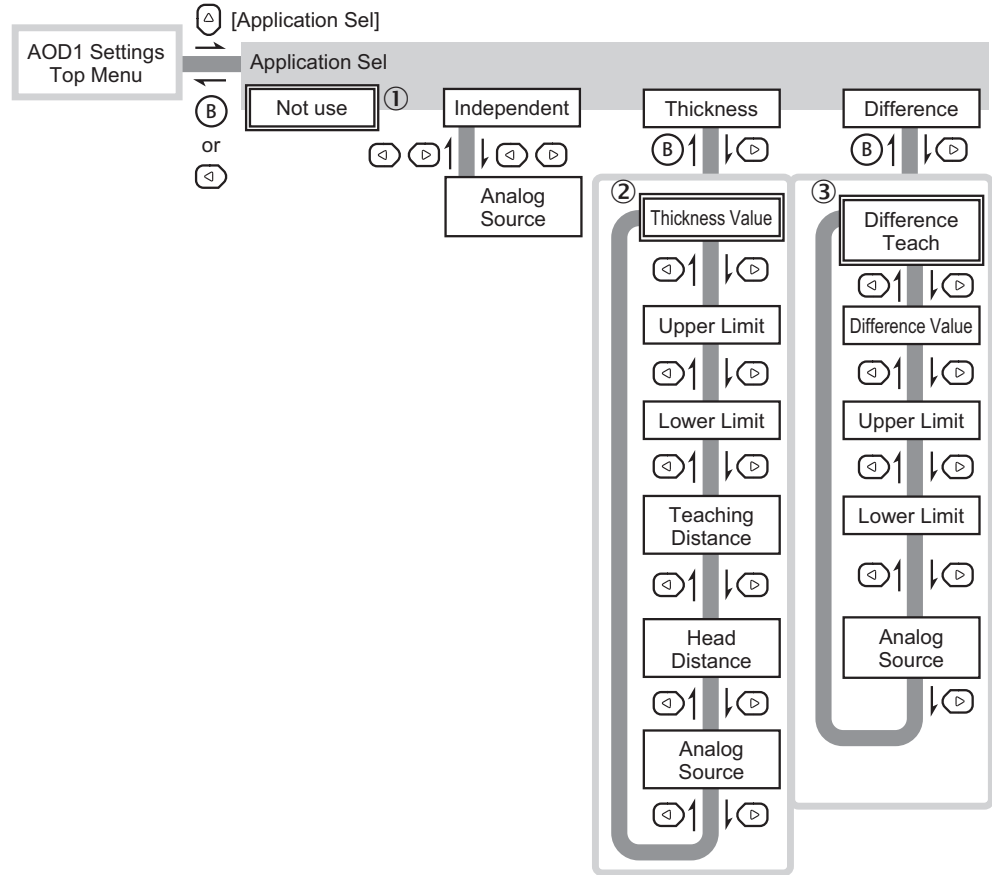 [Application Sel]
AOD1 Settings
Top Menu
Application Sel
B
or
Not use
①
Independent
Thickness
Difference
B
B
Analog
Source
②
Thickness Value
Upper Limit
Lower Limit
Teaching
Distance
Head
Distance
Analog
Source
③
Difference
Teach
Difference Value
Upper Limit
Lower Limit
Analog
Source